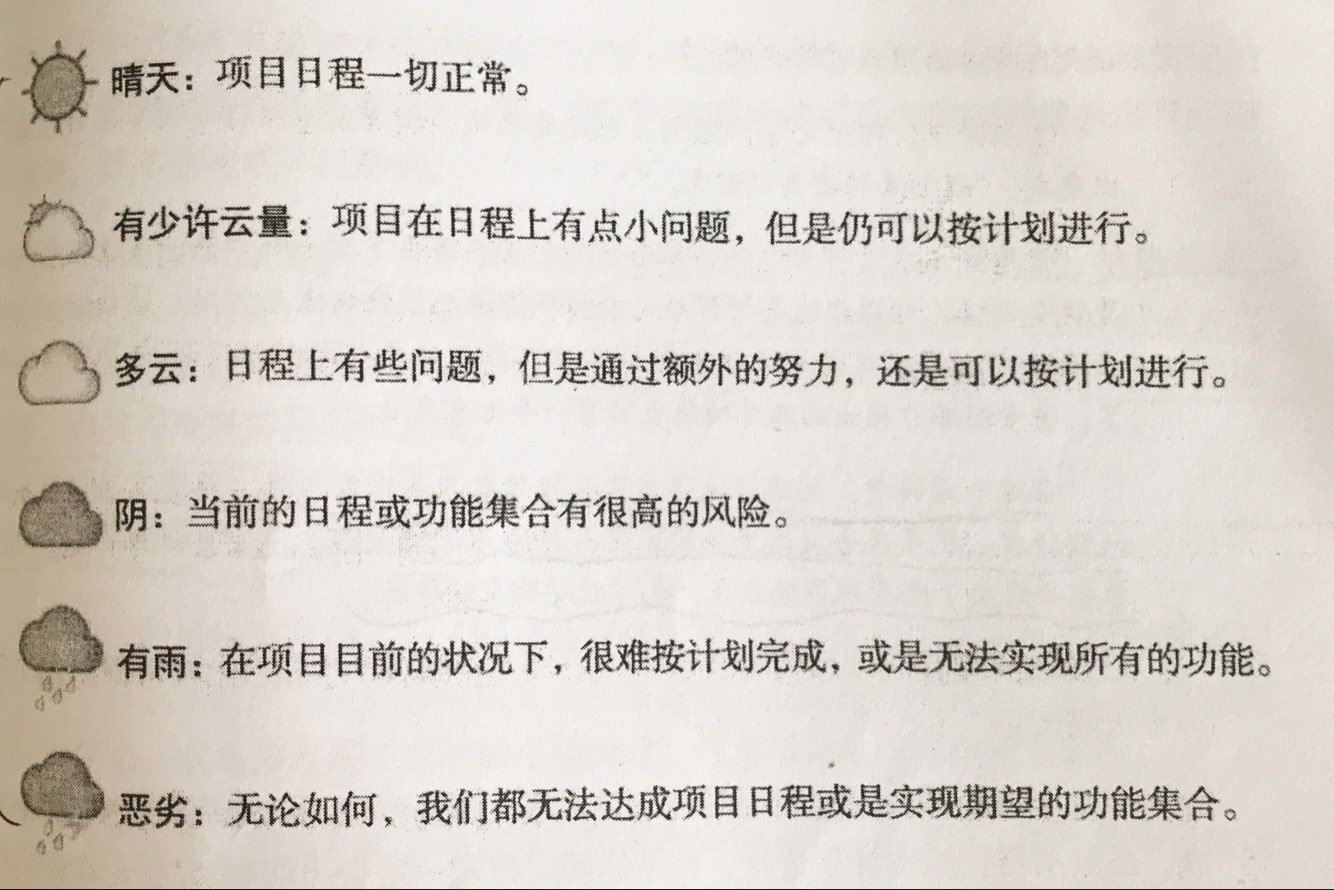 晴天：项目日程一切正常。
有少许云量：项目在日程上有点小问题，但是仍可以按计划进行。
多云：日程上有些问题，但是通过额外的努力，还是可以按计划进行。
阴：当前的日程或功能集合有很高的风险。
有雨：在项目目前的状况下，很难按计划完成，或是无法实现所有的功能。
恶劣：无论如何，我们都无法达成项目日程或是实现期望的功能集合。